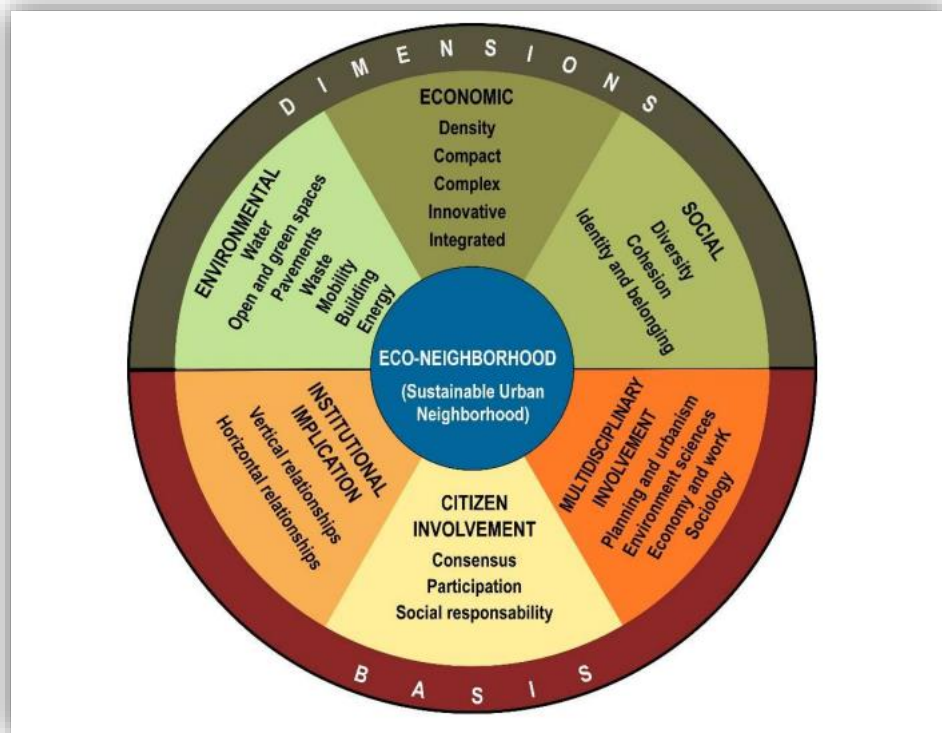 DIMENSIONS
ENVIRONMENTAL
Water
Open and green spaces
Pavements
Waste
Mobility
Building
Energy
ECONOMIC
Density
Compact
Complex
Innovative
Integrated
SOCIAL
Diversity
Cohesion
Identity and belonging
ECO-NEIGHBORHOOD
(Sustainable Urban
Neighborhood)
INSTITUTIONAL
IMPLICATION
Vertical relationships
Horizontal relationships
CITIZEN
INVOLVEMENT
Consensus
Participation
Social responsability
MULTIDISCIPLINARY
INVOLVEMENT
Planning and urbanism
Environment sciences
Economy and worK
Sociology
BASIS